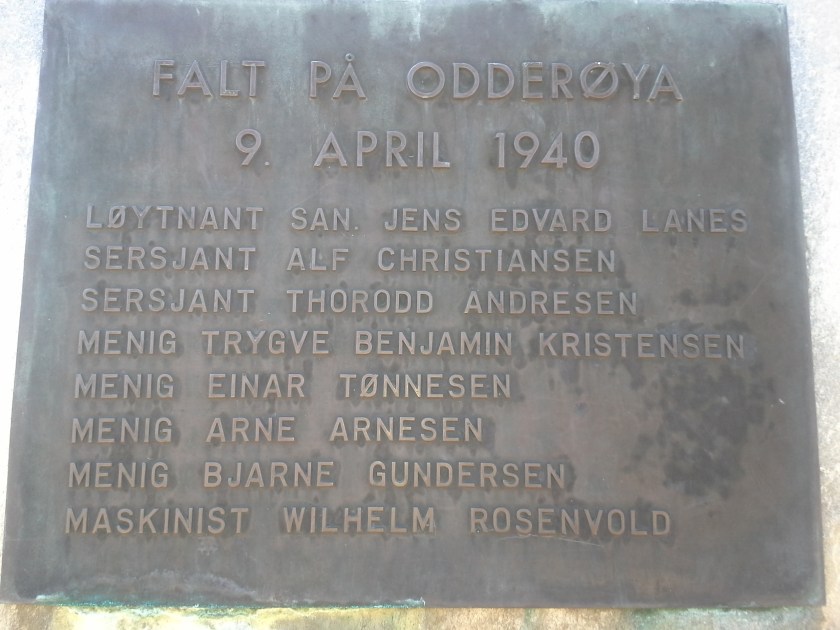 FALT PÅ ODDERØYA
9. APRIL 1940
LØYTNANT SAN. JENS EDVARD LANES
SERSJANT ALF CHRISTIANSEN
SERSJANT THORODD ANDRESEN
MENIG TRYGVE BENJAMIN KRISTENSEN
MENIG EINAR TØNNESEN
MENIG ARNE ARNESEN
MENIG BJARNE GUNDERSEN
MASKINIST WILHELM ROSENVOLD